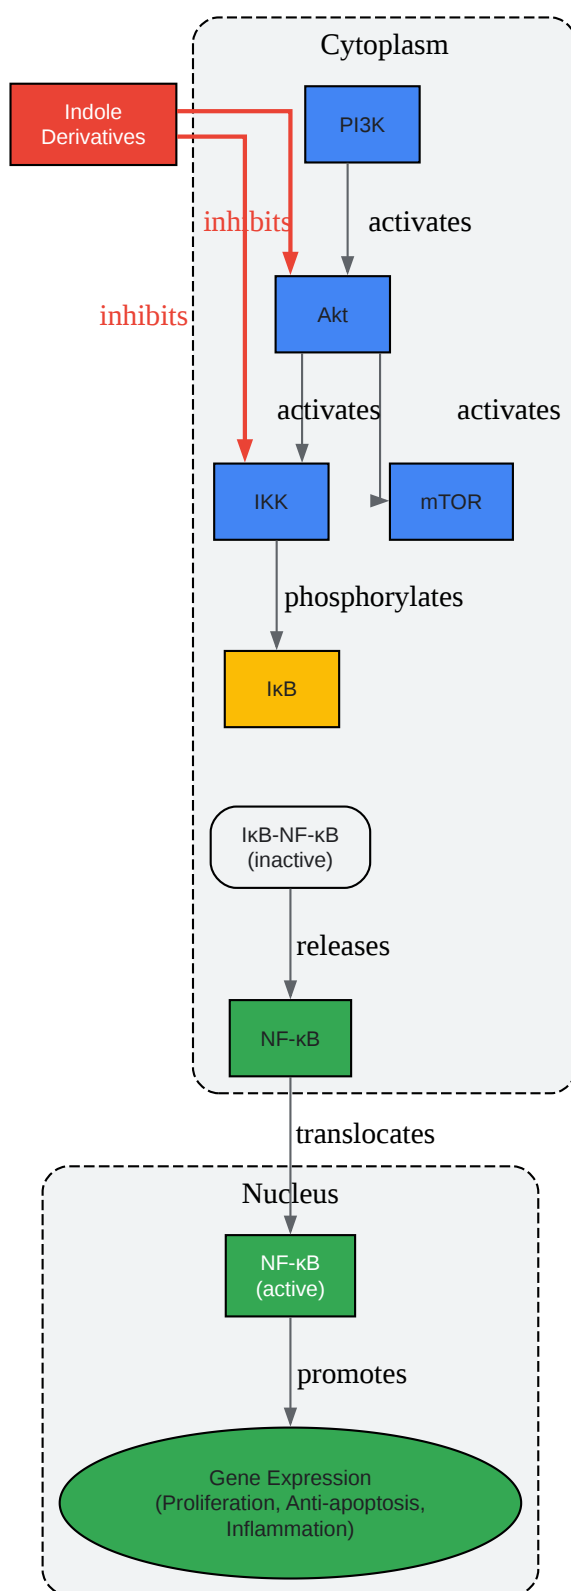 Cytoplasm
Indole
Derivatives
PI3K
inhibits
activates
inhibits
Akt
activates
activates
IKK
mTOR
phosphorylates
IκB
IκB-NF-κB
(inactive)
releases
NF-κB
translocates
Nucleus
NF-κB
(active)
promotes
Gene Expression
(Proliferation, Anti-apoptosis,
Inflammation)